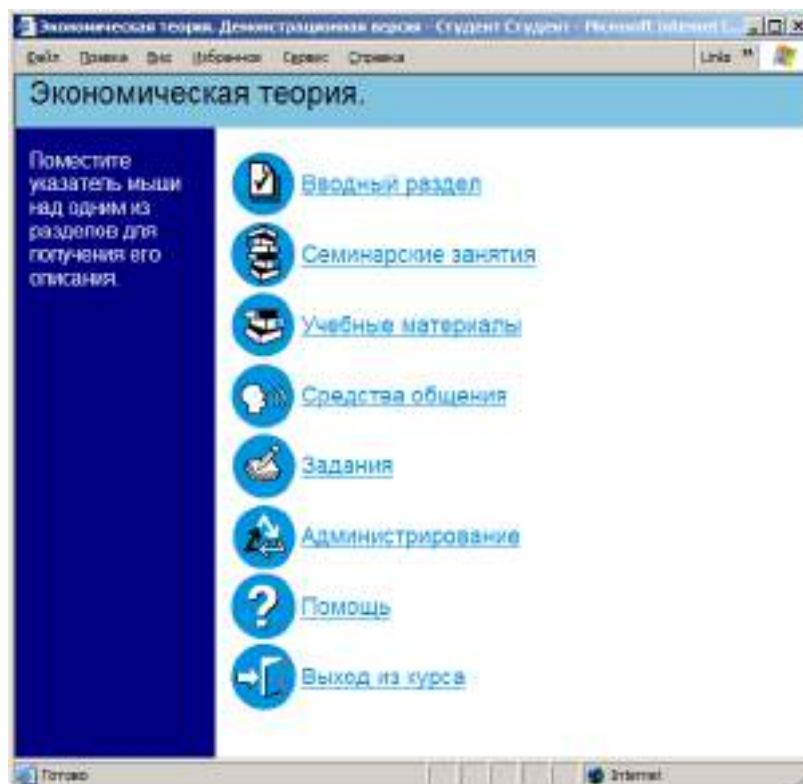 Экономическая теория. Демонстрационная версия - Студент Студент - Microsoft Internet
Файл Правка Вид Избранное Сервис Справка Links »
Экономическая теория.
Поместите
указатель мыши
над одним из
разделов для
получения его
описания.
Вводный раздел
Семинарские занятия
Учебные материалы
Средства общения
Задания
Администрирование
Помощь
Выход из курса
Готово Internet